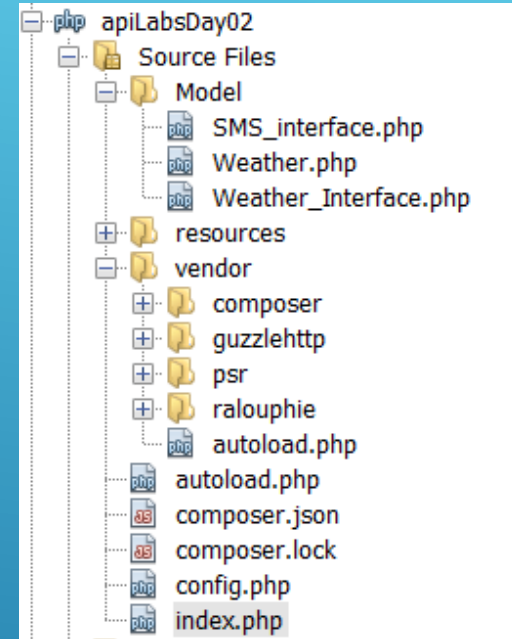 apiLabsDay02
Source Files
Model
SMS_interface.php
Weather.php
Weather_Interface.php
resources
vendor
composer
guzzlehttp
psr
ralouphie
autoload.php
autoload.php
composer.json
composer.lock
config.php
index.php